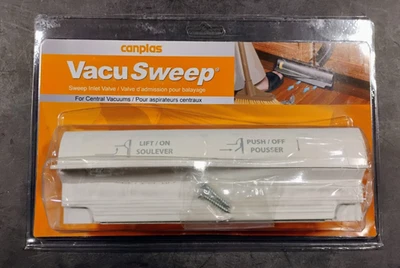 canplas
VacuSweep
Sweep Inlet Valve / Valve d'admission pour balayage
For Central Vacuums / Pour aspirateurs centraux
LIFT / ON
SOULEVER
PUSH / OFF
POUSSER